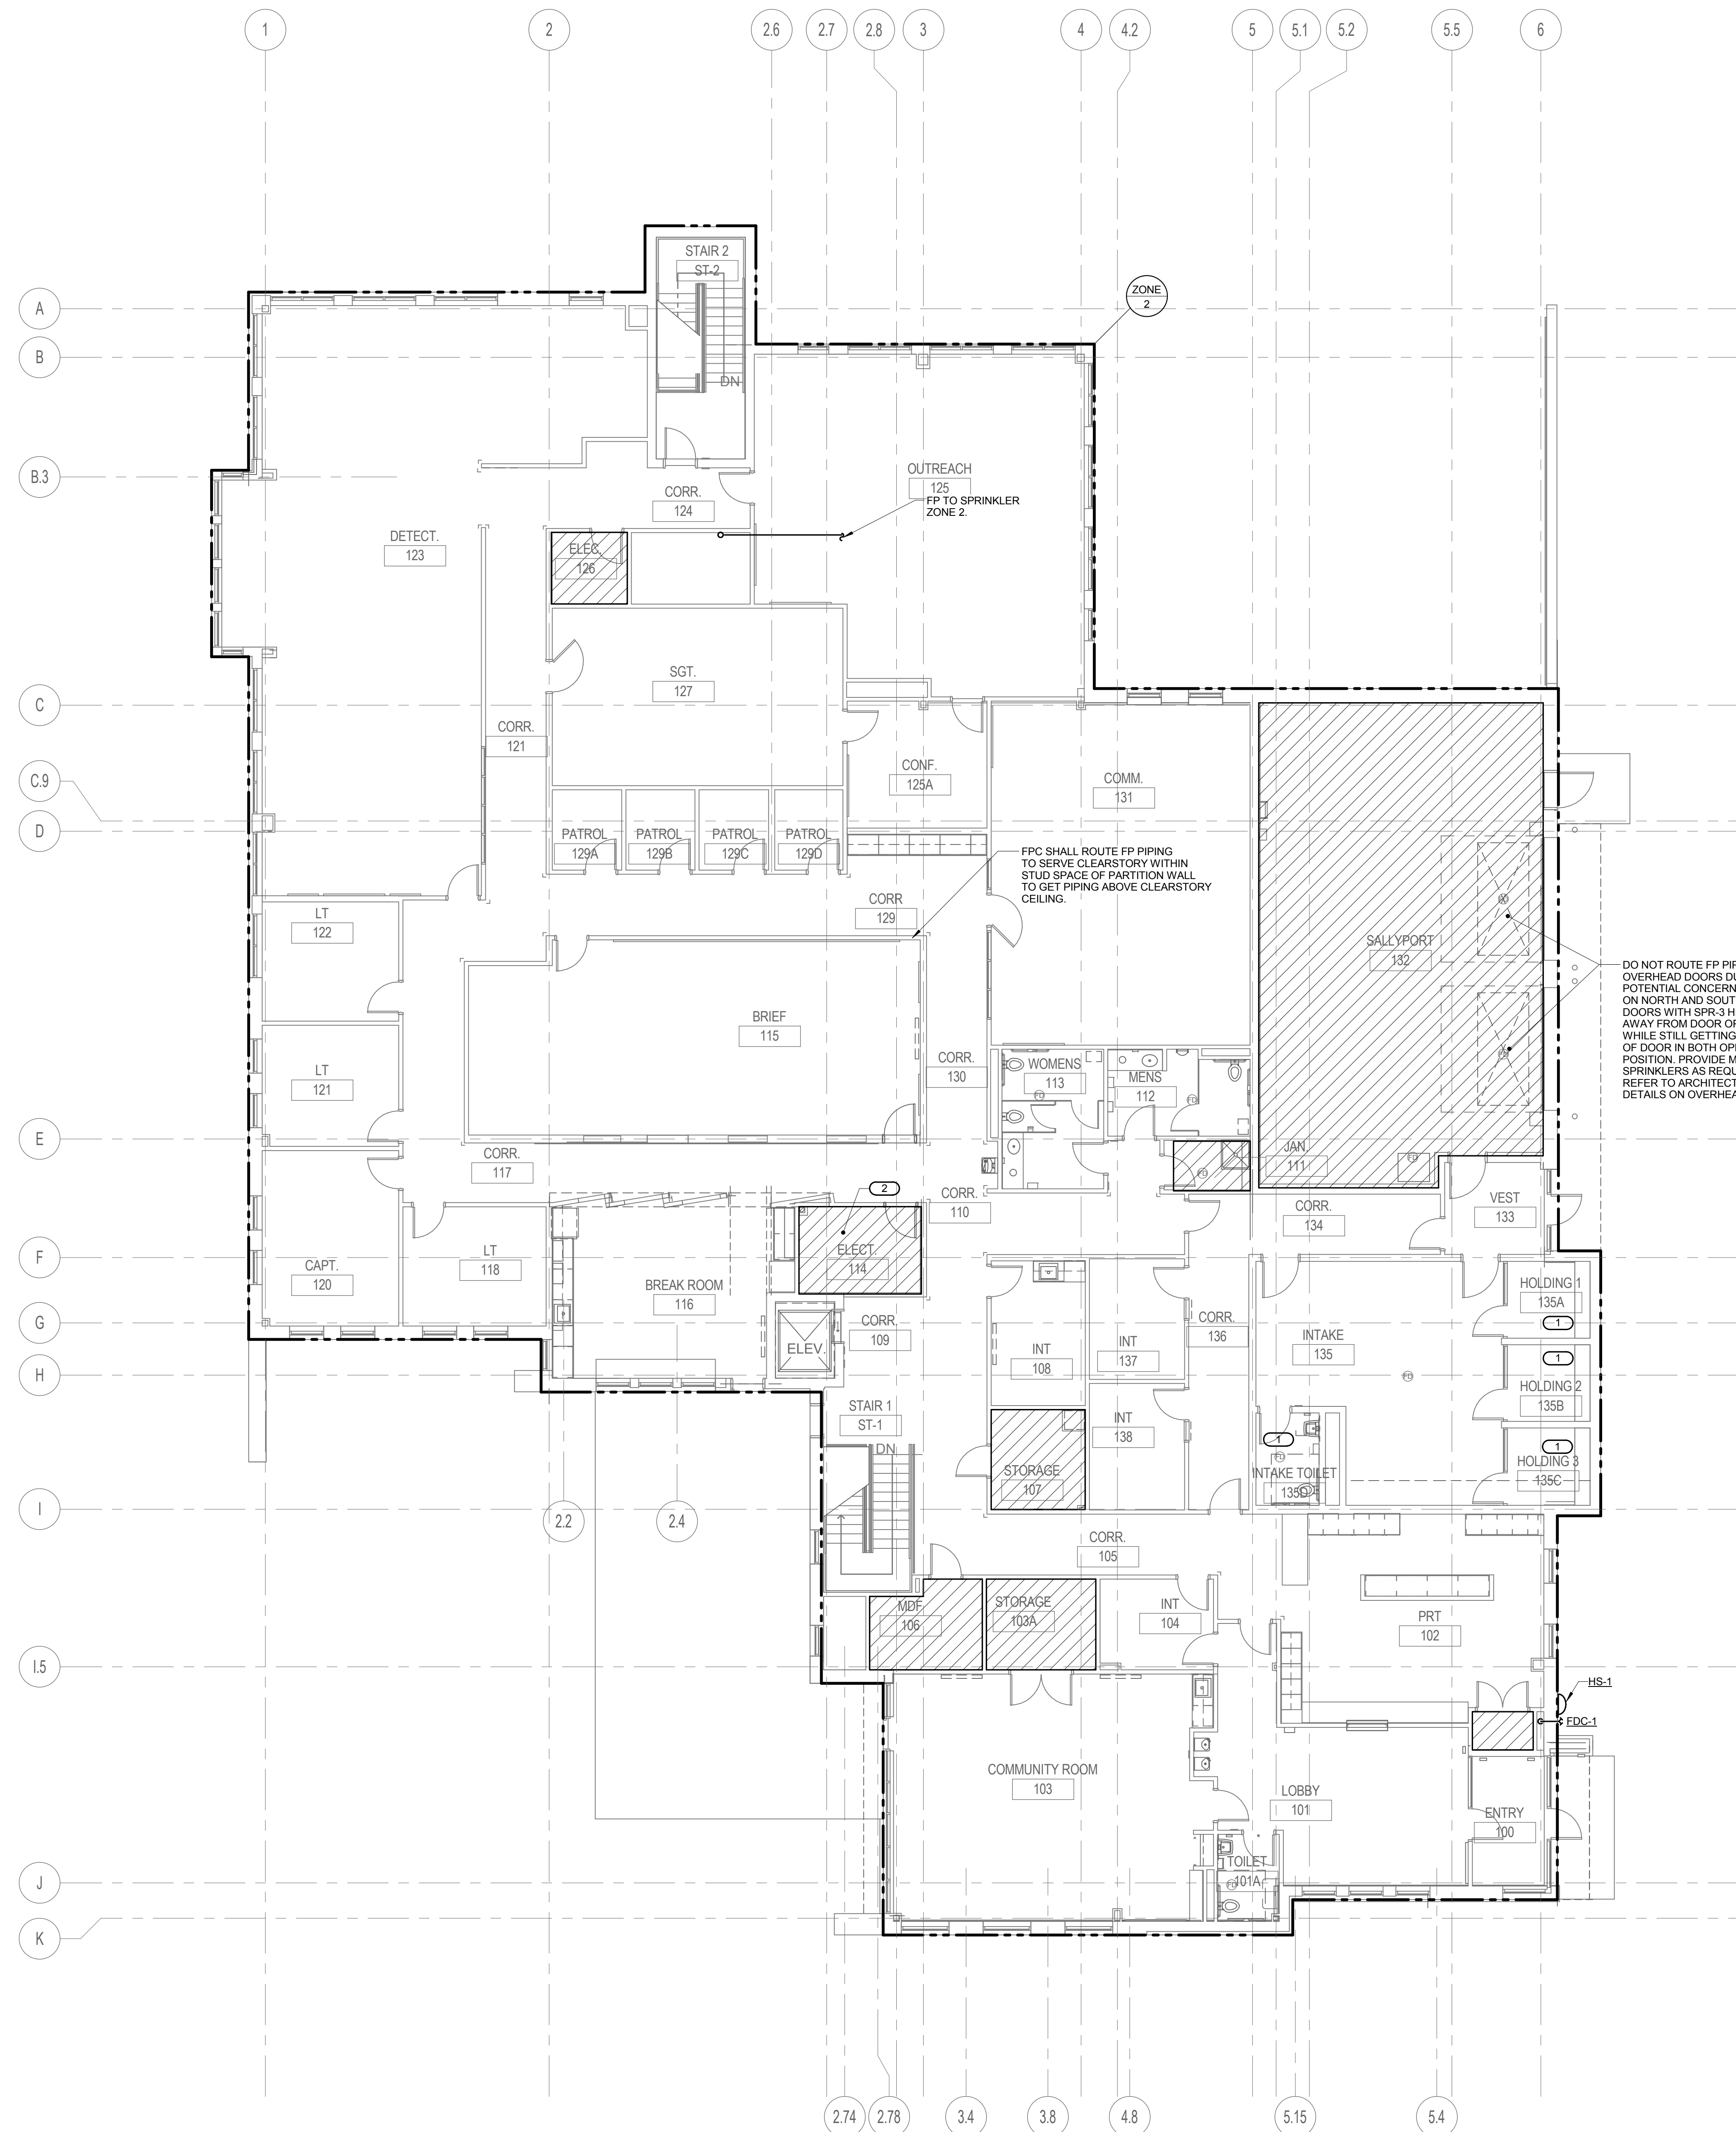 1
2
2.6
2.7
2.8
3
4
4.2
5
5.1
5.2
5.5
6
A
B
B.3
C
C.9
D
E
F
G
H
I
I.5
J
K
STAIR 2
ST-2
DN
ZONE
2
OUTREACH
125
FP TO SPRINKLER
ZONE 2.
CORR.
124
DETECT.
123
ELEC.
126
SGT.
127
CORR.
121
CONF.
125A
COMM.
131
PATROL
129A
PATROL
129B
PATROL
129C
PATROL
129D
FPC SHALL ROUTE FP PIPING
TO SERVE CLEARSTORY WITHIN
STUD SPACE OF PARTITION WALL
TO GET PIPING ABOVE CLEARSTORY
CEILING.
CORR
129
LT
122
SALLYPORT
132
DO NOT ROUTE FP PIP
OVERHEAD DOORS DU
POTENTIAL CONCERN
ON NORTH AND SOUT
DOORS WITH SPR-3 H
AWAY FROM DOOR OP
WHILE STILL GETTING
OF DOOR IN BOTH OP
POSITION. PROVIDE M
SPRINKLERS AS REQU
REFER TO ARCHITECT
DETAILS ON OVERHEA
BRIEF
115
LT
121
CORR.
130
WOMENS
113
FD
MENS
112
FD
JAN.
111
FD
FD
CORR.
117
2
CORR.
110
CORR.
134
VEST
133
CAPT.
120
LT
118
BREAK ROOM
116
ELECT.
114
ELEV.
CORR.
109
INT
108
INT
137
CORR.
136
INTAKE
135
FD
HOLDING 1
135A
1
1
HOLDING 2
135B
1
HOLDING 3
135C
STAIR 1
ST-1
DN
INT
138
STORAGE
107
1
FD
INTAKE TOILET
135D
2.2
2.4
CORR.
105
MDF
106
STORAGE
103A
INT
104
PRT
102
HS-1
FDC-1
COMMUNITY ROOM
103
LOBBY
101
ENTRY
100
TOILET
101A
FD
2.74
2.78
3.4
3.8
4.8
5.15
5.4